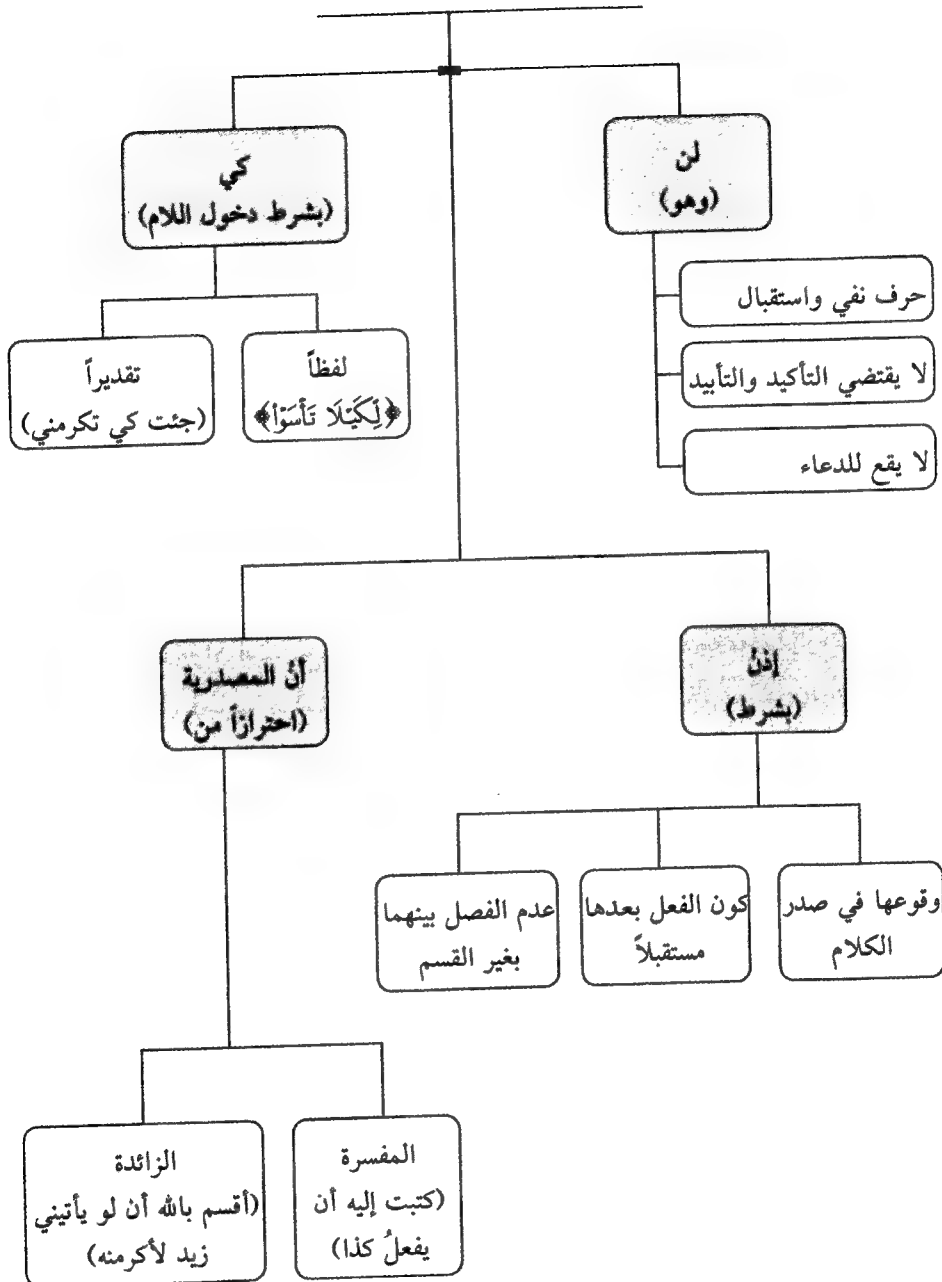 لن
(وهو)
حرف نفي واستقبال
لا يقتضي التأكيد والتأبيد
لا يقع للدعاء
كي
(بشرط دخول اللام)
لفظاً
﴿لِّكَيْلَا تَأْسَوْا﴾
تقديراً
(جئت كي تكرمني)
إذنْ
(بشرط)
وقوعها في صدر
الكلام
كون الفعل بعدها
مستقبلاً
عدم الفصل بينهما
بغير القسم
أنْ المصدرية
(احترازاً من)
المفسرة
(كتبت إليه أن
يفعلُ كذا)
الزائدة
(أقسم بالله أن لو يأتيني
زيد لأكرمنه)